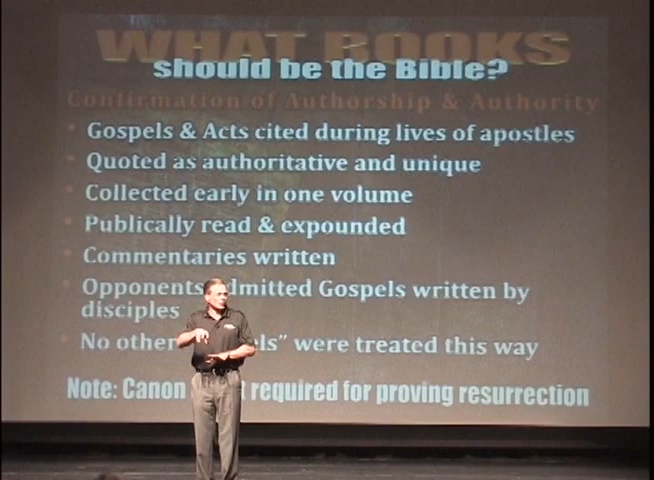 WHAT BOOKS
should be the Bible?
Confirmation of Authorship & Authority
• Gospels & Acts cited during lives of apostles
• Quoted as authoritative and unique
• Collected early in one volume
• Publically read & expounded
• Commentaries written
• Opponents admitted Gospels written by
disciples
• No other els” were treated this way
Note: Canon t required for proving resurrection